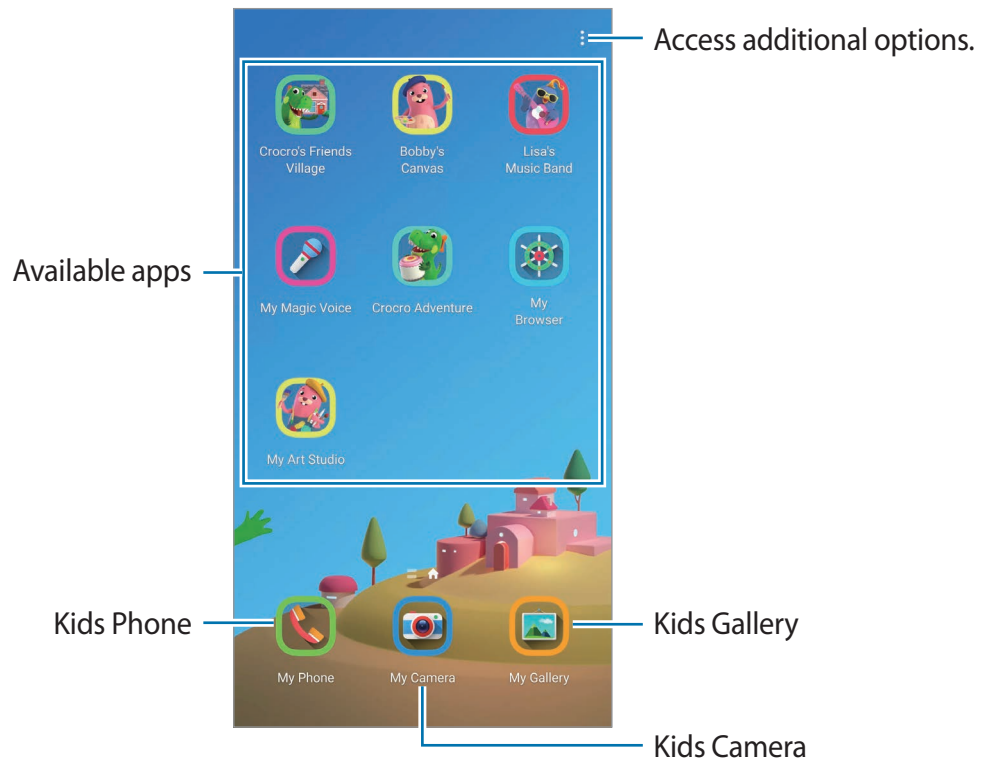 Access additional options.
Crocro's Friends
Village
Bobby's
Canvas
Lisa's
Music Band
Available apps
My Magic Voice
Crocro Adventure
My
Browser
My Art Studio
Kids Phone
Kids Gallery
My Phone
My Camera
My Gallery
Kids Camera